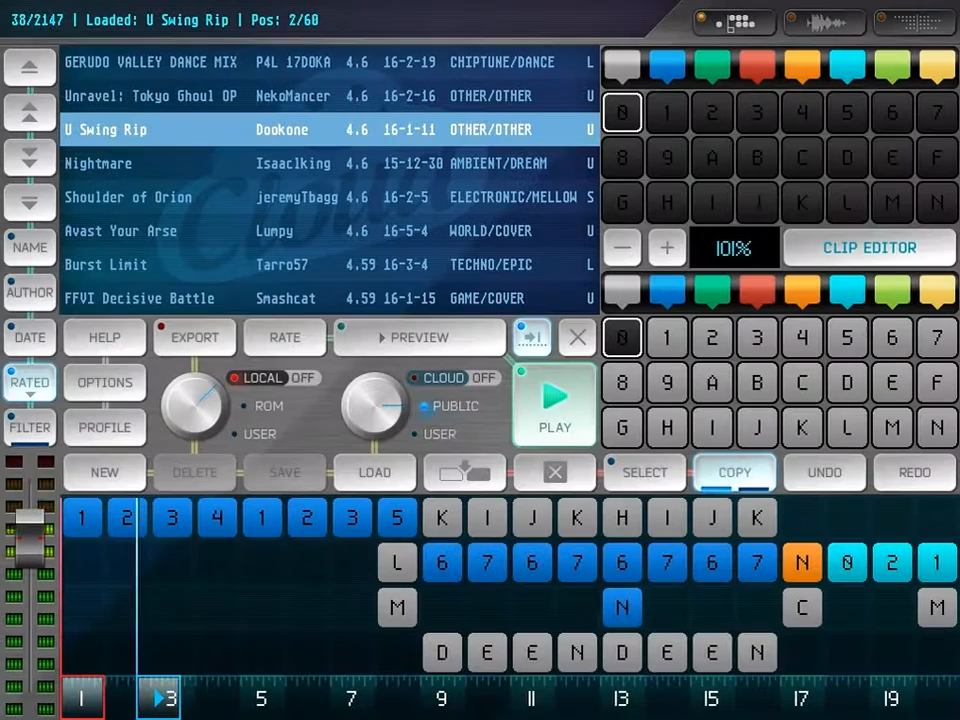 38/2147 | Loaded: U Swing Rip | Pos: 2/60
GERUDO VALLEY DANCE MIX P4L 17DOKA 4.6 16-2-19 CHIPTUNE/DANCE L
Unravel: Tokyo Ghoul OP NekoMancer 4.6 16-2-16 OTHER/OTHER U
U Swing Rip Dookone 4.6 16-1-11 OTHER/OTHER U
Nightmare Isaac1king 4.6 15-12-30 AMBIENT/DREAM U
Shoulder of Orion jeremyTbagg 4.6 16-2-5 ELECTRONIC/MELLOW S
Avast Your Arse Lumpy 4.6 16-5-4 WORLD/COVER U
Burst Limit Tarro57 4.59 16-3-4 TECHNO/EPIC L
FFVI Decisive Battle Smashcat 4.59 16-1-15 GAME/COVER U
0 1 2 3 4 5 6 7
8 9 A B C D E F
G H I J K L M N
− + 101% CLIP EDITOR
0 1 2 3 4 5 6 7
8 9 A B C D E F
G H I J K L M N
NAME
AUTHOR
DATE
RATED
FILTER
HELP EXPORT RATE PREVIEW
OPTIONS
PROFILE
LOCAL OFF
ROM
USER
CLOUD OFF
PUBLIC
USER
PLAY
NEW DELETE SAVE LOAD SELECT COPY UNDO REDO
1 2 3 4 1 2 3 5 K I J K H I J K
L 6 7 6 7 6 7 6 7 N 0 2 1
M N C M
D E E N D E E N
1 3 5 7 9 11 13 15 17 19